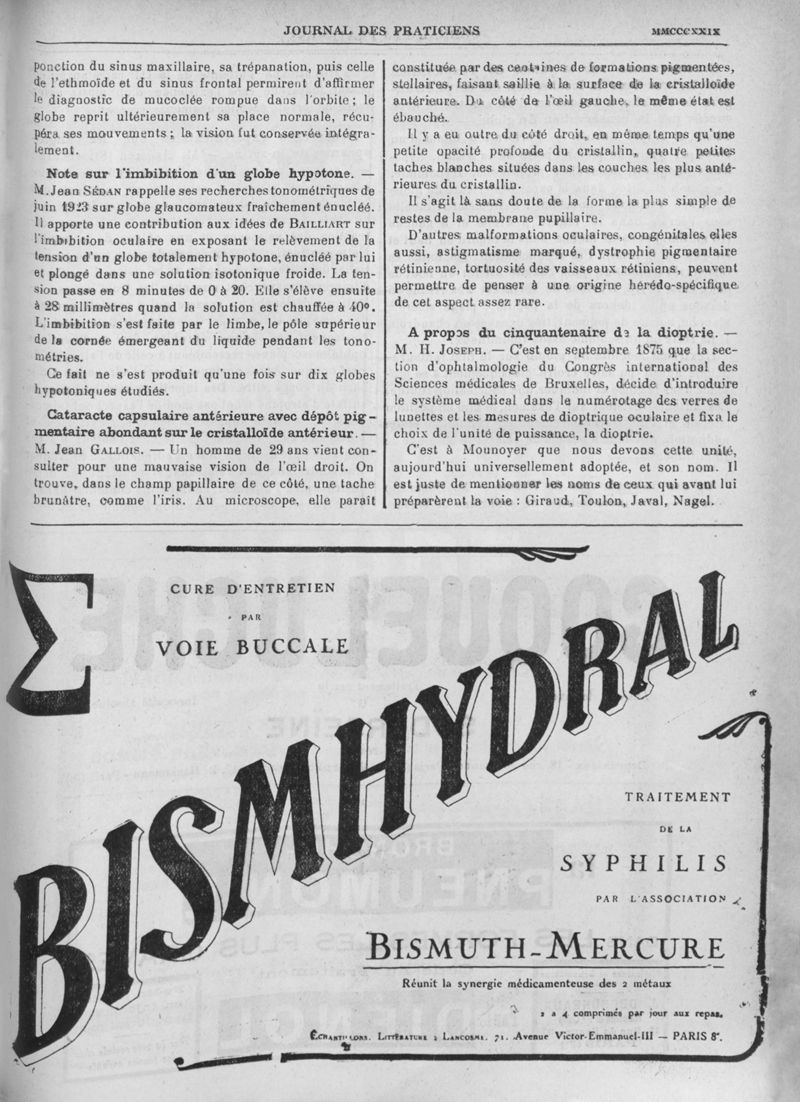 JOURNAL DES PRATICIENS
MMCCCXXIX
ponction du sinus maxillaire, sa trépanation, puis celle
de l'ethmoïde et du sinus frontal permirent d'affirmer
le diagnostic de mucoclée rompue dans l'orbite ; le
globe reprit ultérieurement sa place normale, récu-
péra ses mouvements ; la vision fut conservée intégra-
lement.
Note sur l'imbibition d'un globe hypotone. —
M. Jean SÉDAN rappelle ses recherches tonométriques de
juin 1923 sur globe glaucomateux fraîchement énucléé.
Il apporte une contribution aux idées de BAILLIART sur
l'imbibition oculaire en exposant le relèvement de la
tension d'un globe totalement hypotone, énucléé par lui
et plongé dans une solution isotonique froide. La ten-
sion passe en 8 minutes de 0 à 20. Elle s'élève ensuite
à 28 millimètres quand la solution est chauffée à 40°.
L'imbibition s'est faite par le limbe, le pôle supérieur
de la cornée émergeant du liquide pendant les tono-
métries.
Ce fait ne s'est produit qu'une fois sur dix globes
hypotoniques étudiés.
Cataracte capsulaire antérieure avec dépôt pig-
mentaire abondant sur le cristalloïde antérieur. —
M. Jean GALLOIS. — Un homme de 29 ans vient con-
sulter pour une mauvaise vision de l'œil droit. On
trouve, dans le champ papillaire de ce côté, une tache
brunâtre, comme l'iris. Au microscope, elle paraît
constituée par des centaines de formations pigmentées,
stellaires, faisant saillie à la surface de la cristalloïde
antérieure. Du côté de l'œil gauche, le même état est
ébauché.
Il y a eu outre du côté droit, en même temps qu'une
petite opacité profonde du cristallin, quatre petites
taches blanches situées dans les couches les plus anté-
rieures du cristallin.
Il s'agit là sans doute de la forme la plus simple de
restes de la membrane pupillaire.
D'autres malformations oculaires, congénitales elles
aussi, astigmatisme marqué, dystrophie pigmentaire
rétinienne, tortuosité des vaisseaux rétiniens, peuvent
permettre de penser à une origine hérédo-spécifique
de cet aspect assez rare.
A propos du cinquantenaire de la dioptrie. —
M. H. JOSEPH. — C'est en septembre 1875 que la sec-
tion d'ophtalmologie du Congrès international des
Sciences médicales de Bruxelles, décide d'introduire
le système médical dans le numérotage des verres de
lunettes et les mesures de dioptrique oculaire et fixa le
choix de l'unité de puissance, la dioptrie.
C'est à Mounoyer que nous devons cette unité,
aujourd'hui universellement adoptée, et son nom. Il
est juste de mentionner les noms de ceux qui avant lui
préparèrent la voie : Giraud, Toulon, Javal, Nagel.
Σ
CURE D'ENTRETIEN
PAR
VOIE BUCCALE
BISMHYDRAL
TRAITEMENT
DE LA
SYPHILIS
PAR L'ASSOCIATION
BISMUTH-MERCURE
Réunit la synergie médicamenteuse des 2 métaux
2 a 4 comprimés par jour aux repas.
ÉCHANTILLONS. LITTÉRATURE : LANCOSME, 71, Avenue Victor-Emmanuel-III — PARIS 8e.